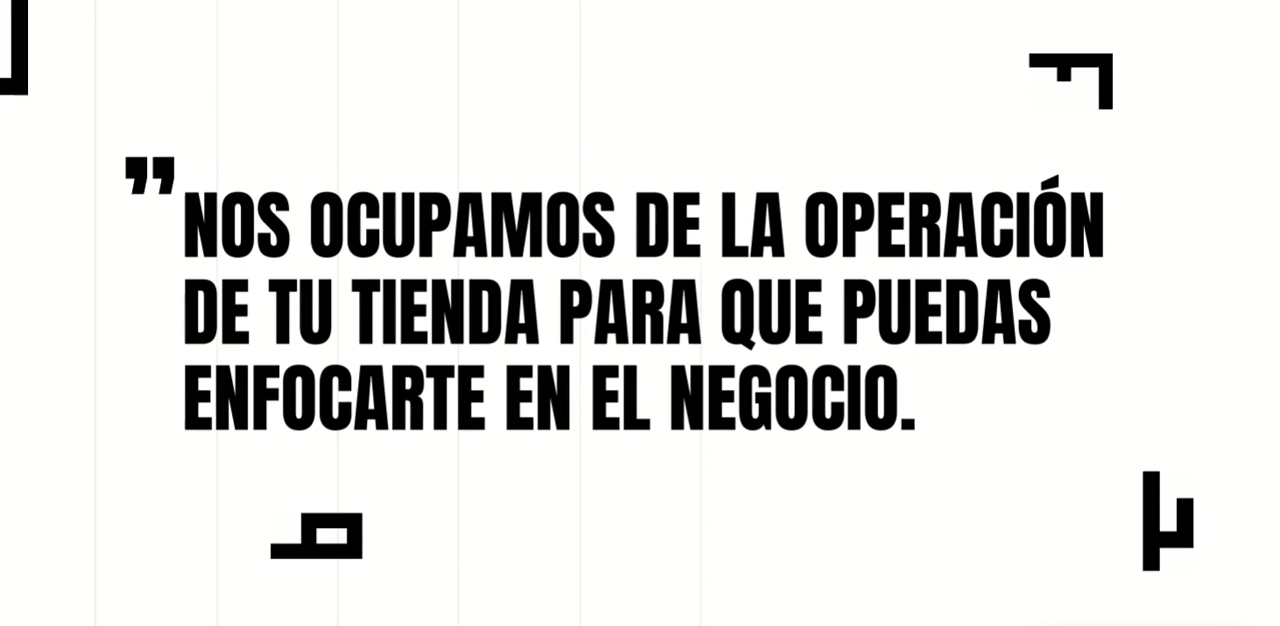 ”NOS OCUPAMOS DE LA OPERACIÓN
DE TU TIENDA PARA QUE PUEDAS
ENFOCARTE EN EL NEGOCIO.